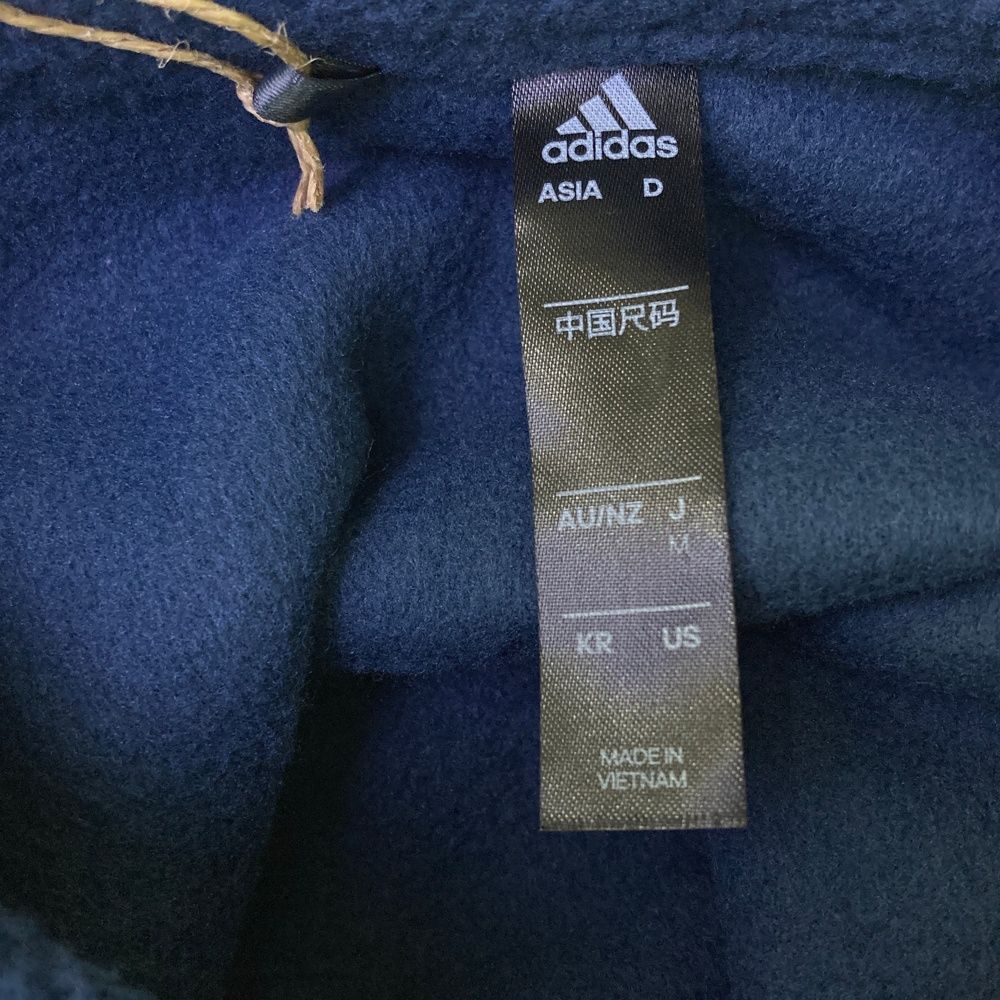 adidas
ASIA D
中国尺码
AU/NZ J
M
KR US
MADE IN
VIETNAM